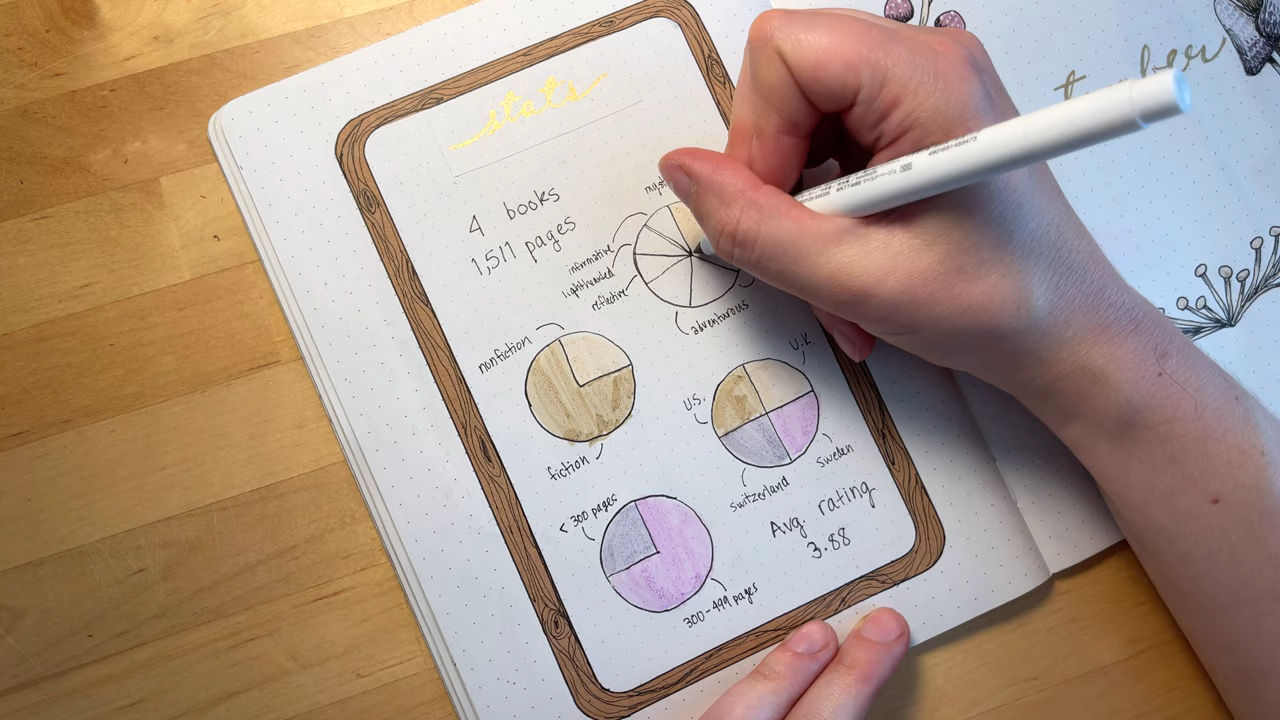 stats
4 books
1,511 pages
informative
lighthearted
reflective
adventurous
nonfiction
fiction
U.K.
U.S.
Sweden
Switzerland
< 300 pages
300-499 pages
Avg. rating
3.88